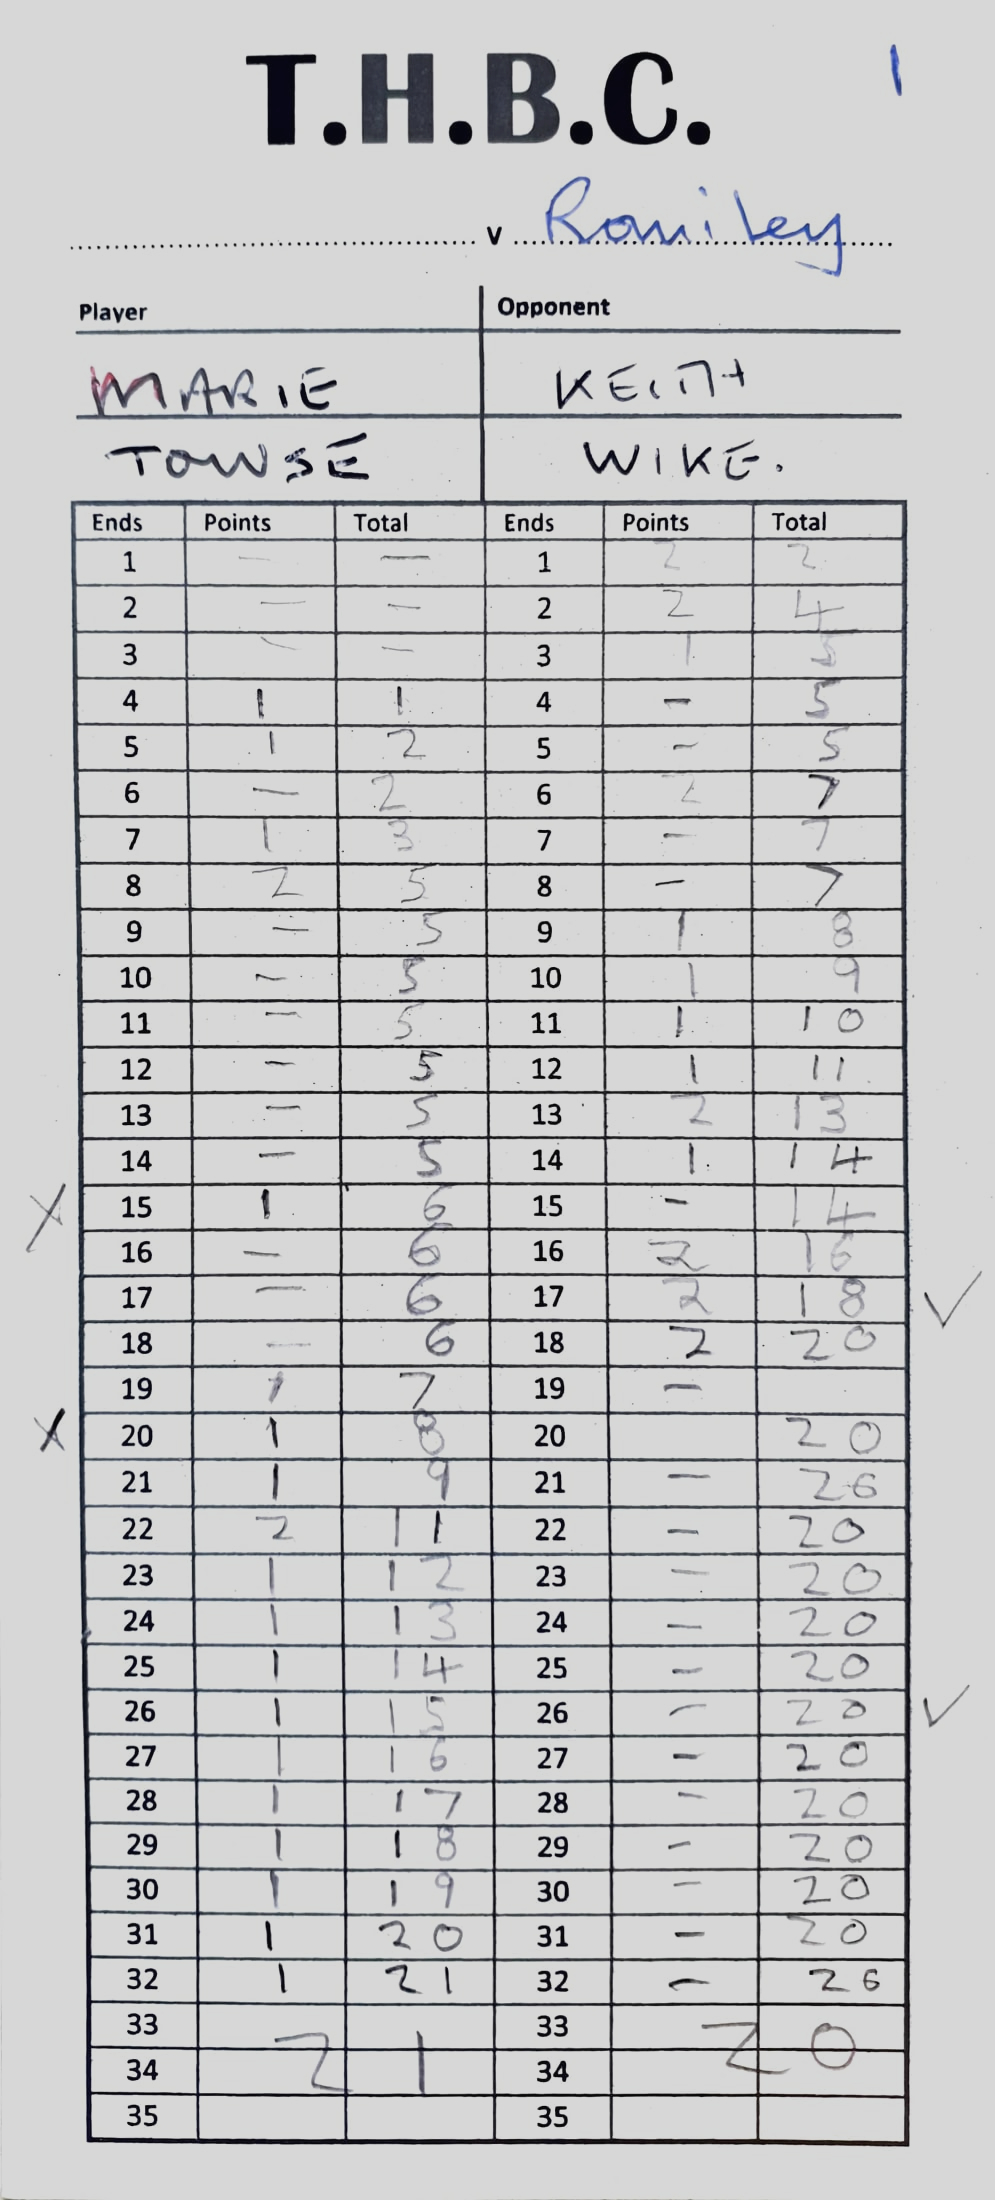 T.H.B.C.
1
v Romiley
Player Opponent
MARIE KEITH
TOWSE WIKE.
Ends Points Total Ends Points Total
1 — — 1 2 2
2 — — 2 2 4
3 — — 3 1 5
4 1 1 4 — 5
5 1 2 5 — 5
6 — 2 6 2 7
7 1 3 7 — 7
8 2 5 8 — 7
9 — 5 9 1 8
10 — 5 10 1 9
11 — 5 11 1 10
12 — 5 12 1 11
13 — 5 13 2 13
14 — 5 14 1 14
X 15 1 6 15 — 14
16 — 6 16 2 16
17 — 6 17 2 18 ✓
18 — 6 18 2 20
19 1 7 19 —
X 20 1 8 20 20
21 1 9 21 — 26
22 2 11 22 — 20
23 1 12 23 — 20
24 1 13 24 — 20
25 1 14 25 — 20
26 1 15 26 — 20 ✓
27 1 16 27 — 20
28 1 17 28 — 20
29 1 18 29 — 20
30 1 19 30 — 20
31 1 20 31 — 20
32 1 21 32 — 26
33 33
21 20
34 34
35 35